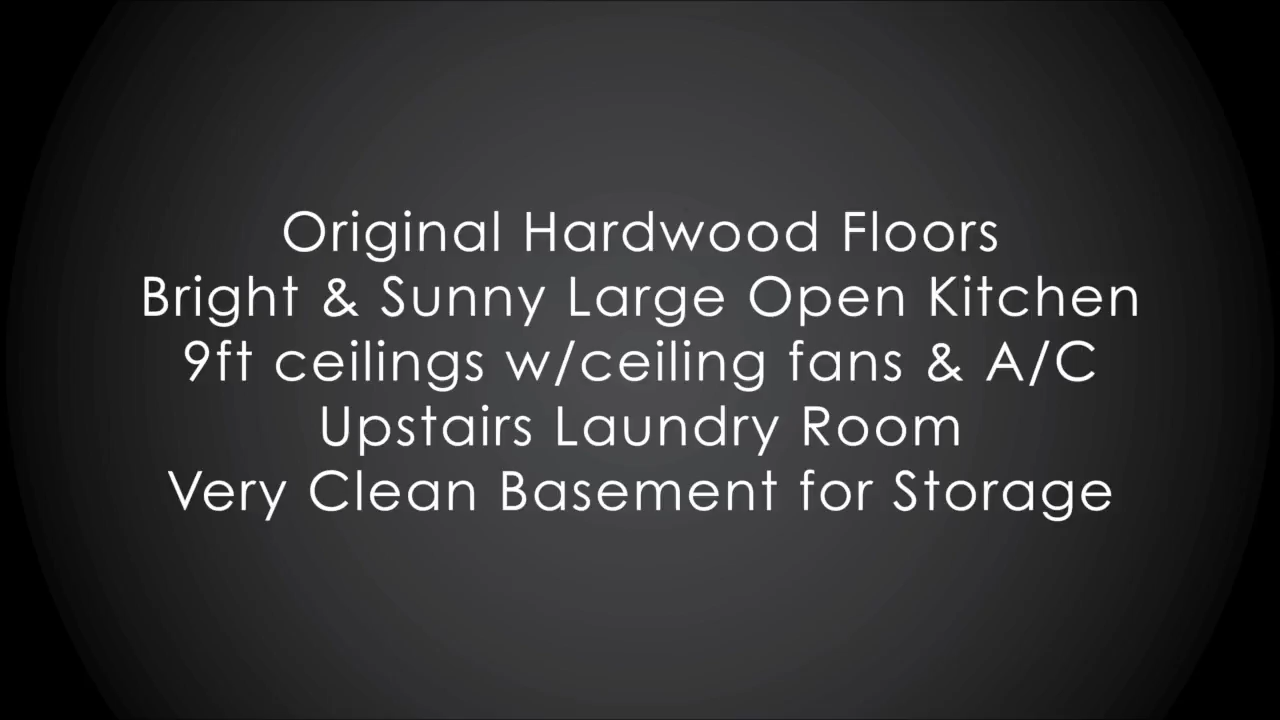 Original Hardwood Floors
Bright & Sunny Large Open Kitchen
9ft ceilings w/ceiling fans & A/C
Upstairs Laundry Room
Very Clean Basement for Storage